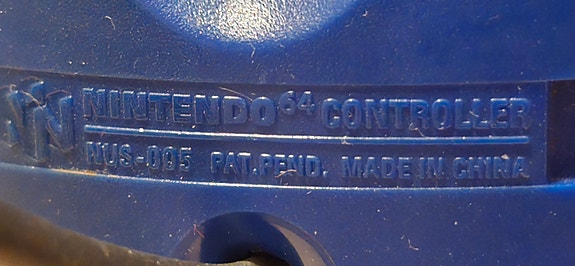 NINTENDO⁶⁴ CONTROLLER
NUS-005 PAT.PEND. MADE IN CHINA